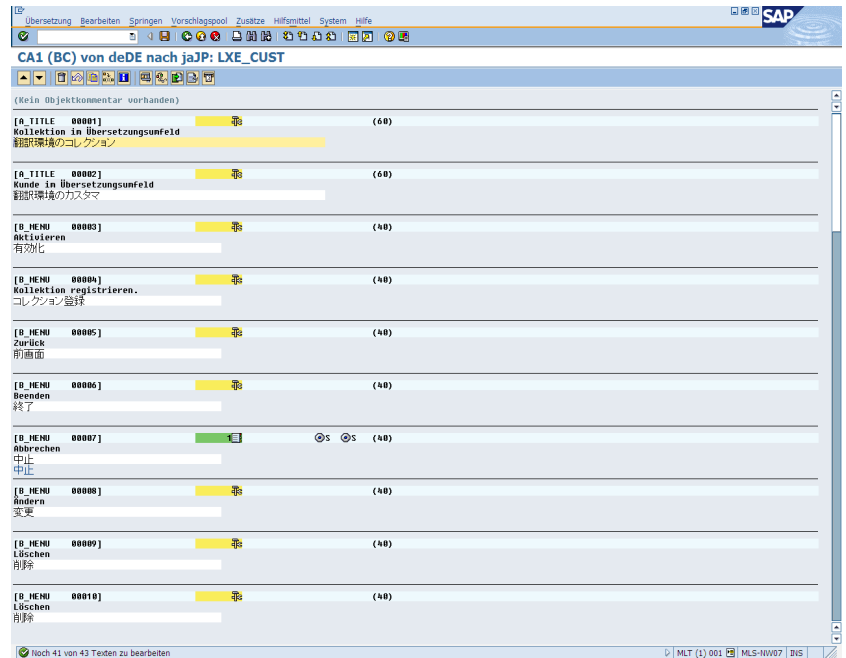 Übersetzung Bearbeiten Springen Vorschlagspool Zusätze Hilfsmittel System Hilfe
SAP
CA1 (BC) von deDE nach jaJP: LXE_CUST
(Kein Objektkommentar vorhanden)
[A_TITLE 00001] (60)
Kollektion im Übersetzungsumfeld
翻訳環境のコレクション
[A_TITLE 00002] (60)
Kunde im Übersetzungsumfeld
翻訳環境のカスタマ
[B_MENU 00003] (40)
Aktivieren
有効化
[B_MENU 00004] (40)
Kollektion registrieren.
コレクション登録
[B_MENU 00005] (40)
Zurück
前画面
[B_MENU 00006] (40)
Beenden
終了
[B_MENU 00007] 1 S S (40)
Abbrechen
中止
中止
[B_MENU 00008] (40)
Ändern
変更
[B_MENU 00009] (40)
Löschen
削除
[B_MENU 00010] (40)
Löschen
削除
Noch 41 von 43 Texten zu bearbeiten MLT (1) 001 MLS-NW07 INS